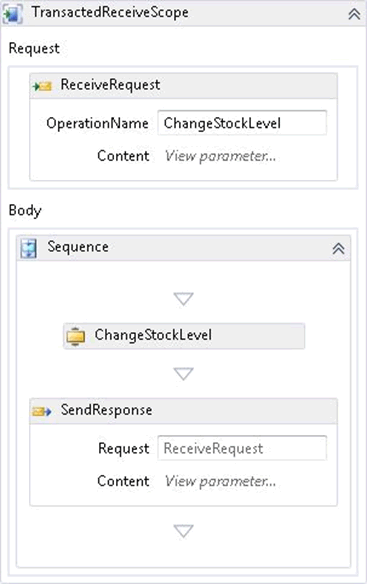 TransactedReceiveScope
Request
ReceiveRequest
OperationName ChangeStockLevel
Content View parameter...
Body
Sequence
ChangeStockLevel
SendResponse
Request ReceiveRequest
Content View parameter...